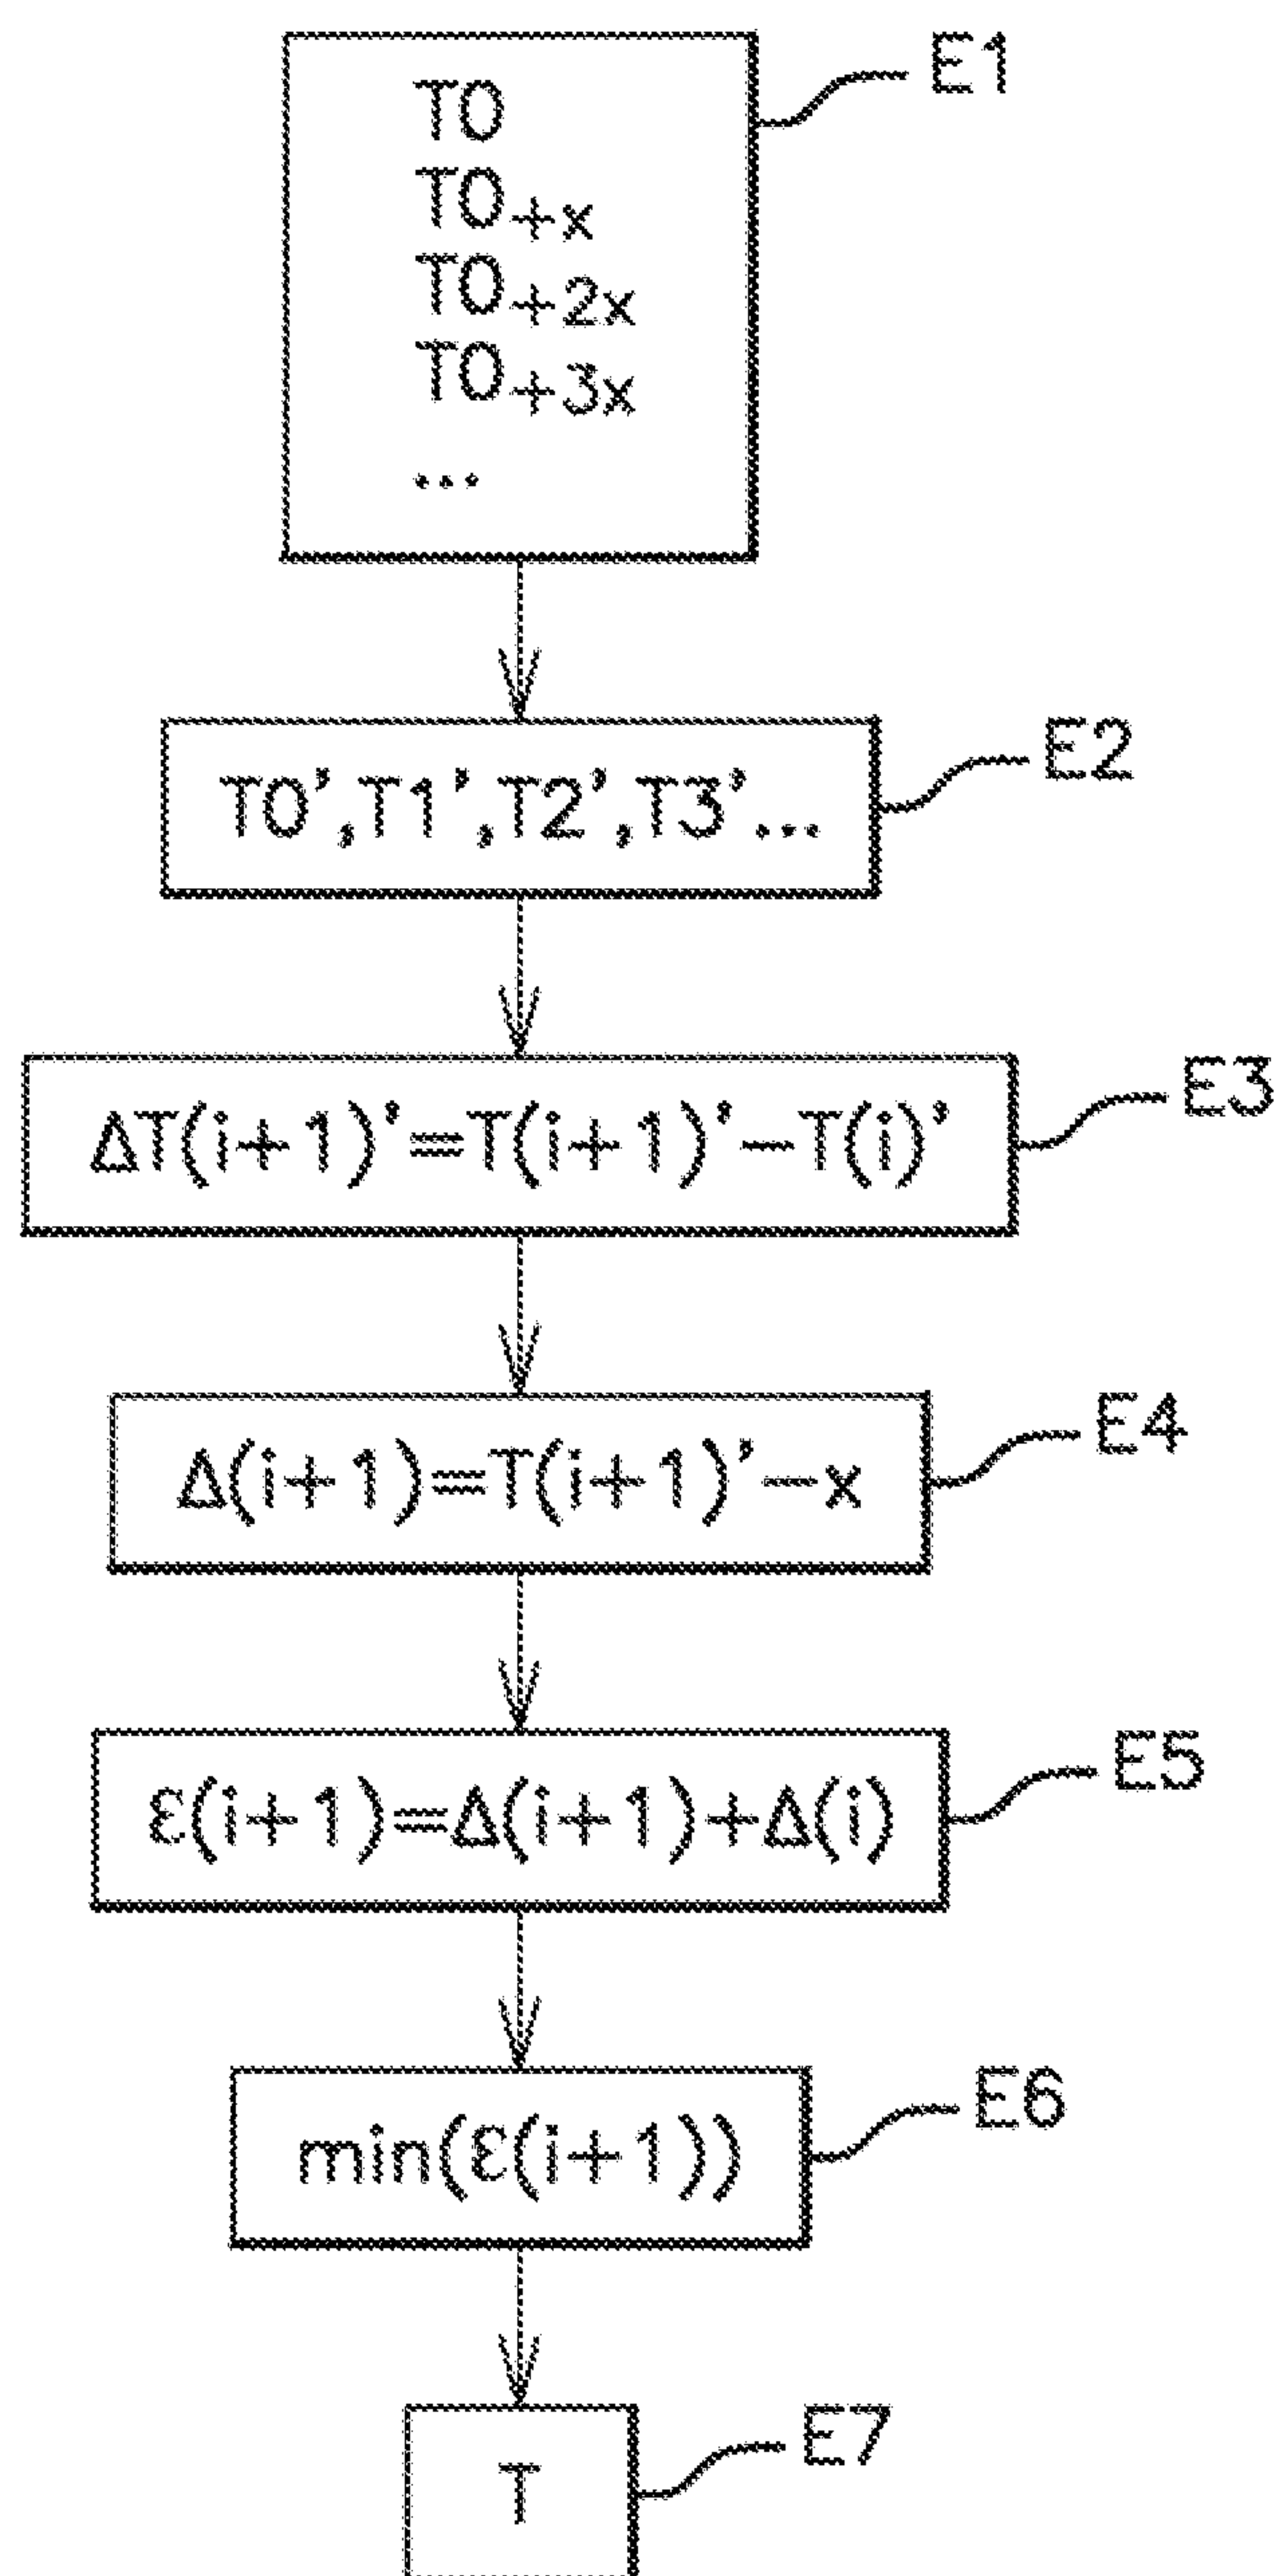 T0
E1
T0+x
T0+2x
T0+3x
...
E2
T0',T1',T2',T3'...
E3
ΔT(i+1)'=T(i+1)'-T(i)'
E4
Δ(i+1)=T(i+1)'-x
E5
ε(i+1)=Δ(i+1)+Δ(i)
E6
min(ε(i+1))
E7
T